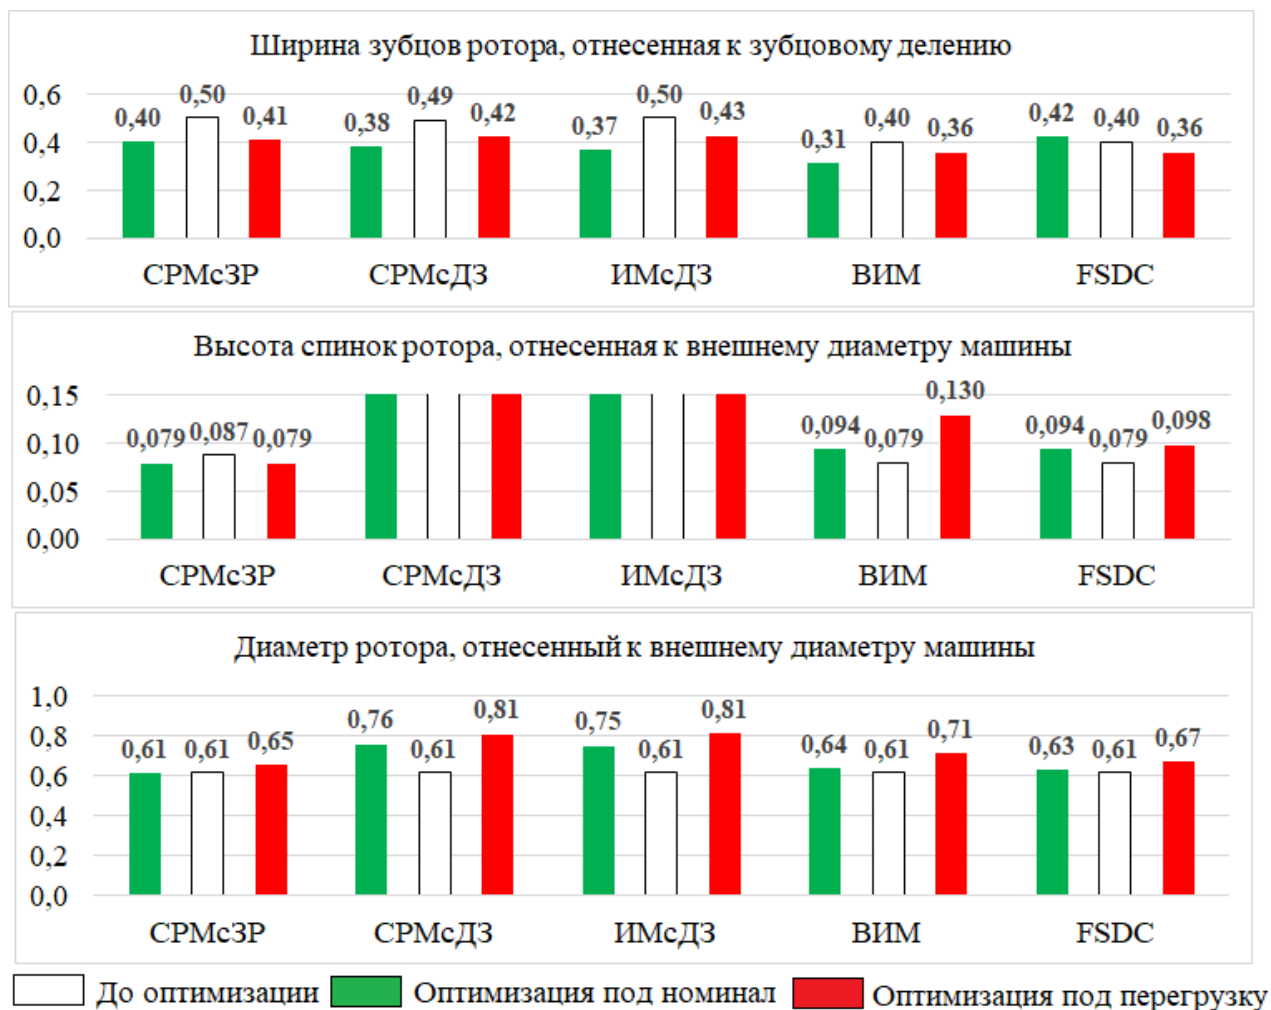 Ширина зубцов ротора, отнесенная к зубцовому делению
0,6
0,4
0,2
0,0
0,40 0,50 0,41 0,38 0,49 0,42 0,37 0,50 0,43 0,31 0,40 0,36 0,42 0,40 0,36
СРМсЗР СРМсДЗ ИМсДЗ ВИМ FSDC
Высота спинок ротора, отнесенная к внешнему диаметру машины
0,15
0,10
0,05
0,00
0,079 0,087 0,079 0,094 0,079 0,130 0,094 0,079 0,098
СРМсЗР СРМсДЗ ИМсДЗ ВИМ FSDC
Диаметр ротора, отнесенный к внешнему диаметру машины
1,0
0,8
0,6
0,4
0,2
0,0
0,61 0,61 0,65 0,76 0,61 0,81 0,75 0,61 0,81 0,64 0,61 0,71 0,63 0,61 0,67
СРМсЗР СРМсДЗ ИМсДЗ ВИМ FSDC
До оптимизации Оптимизация под номинал Оптимизация под перегрузку